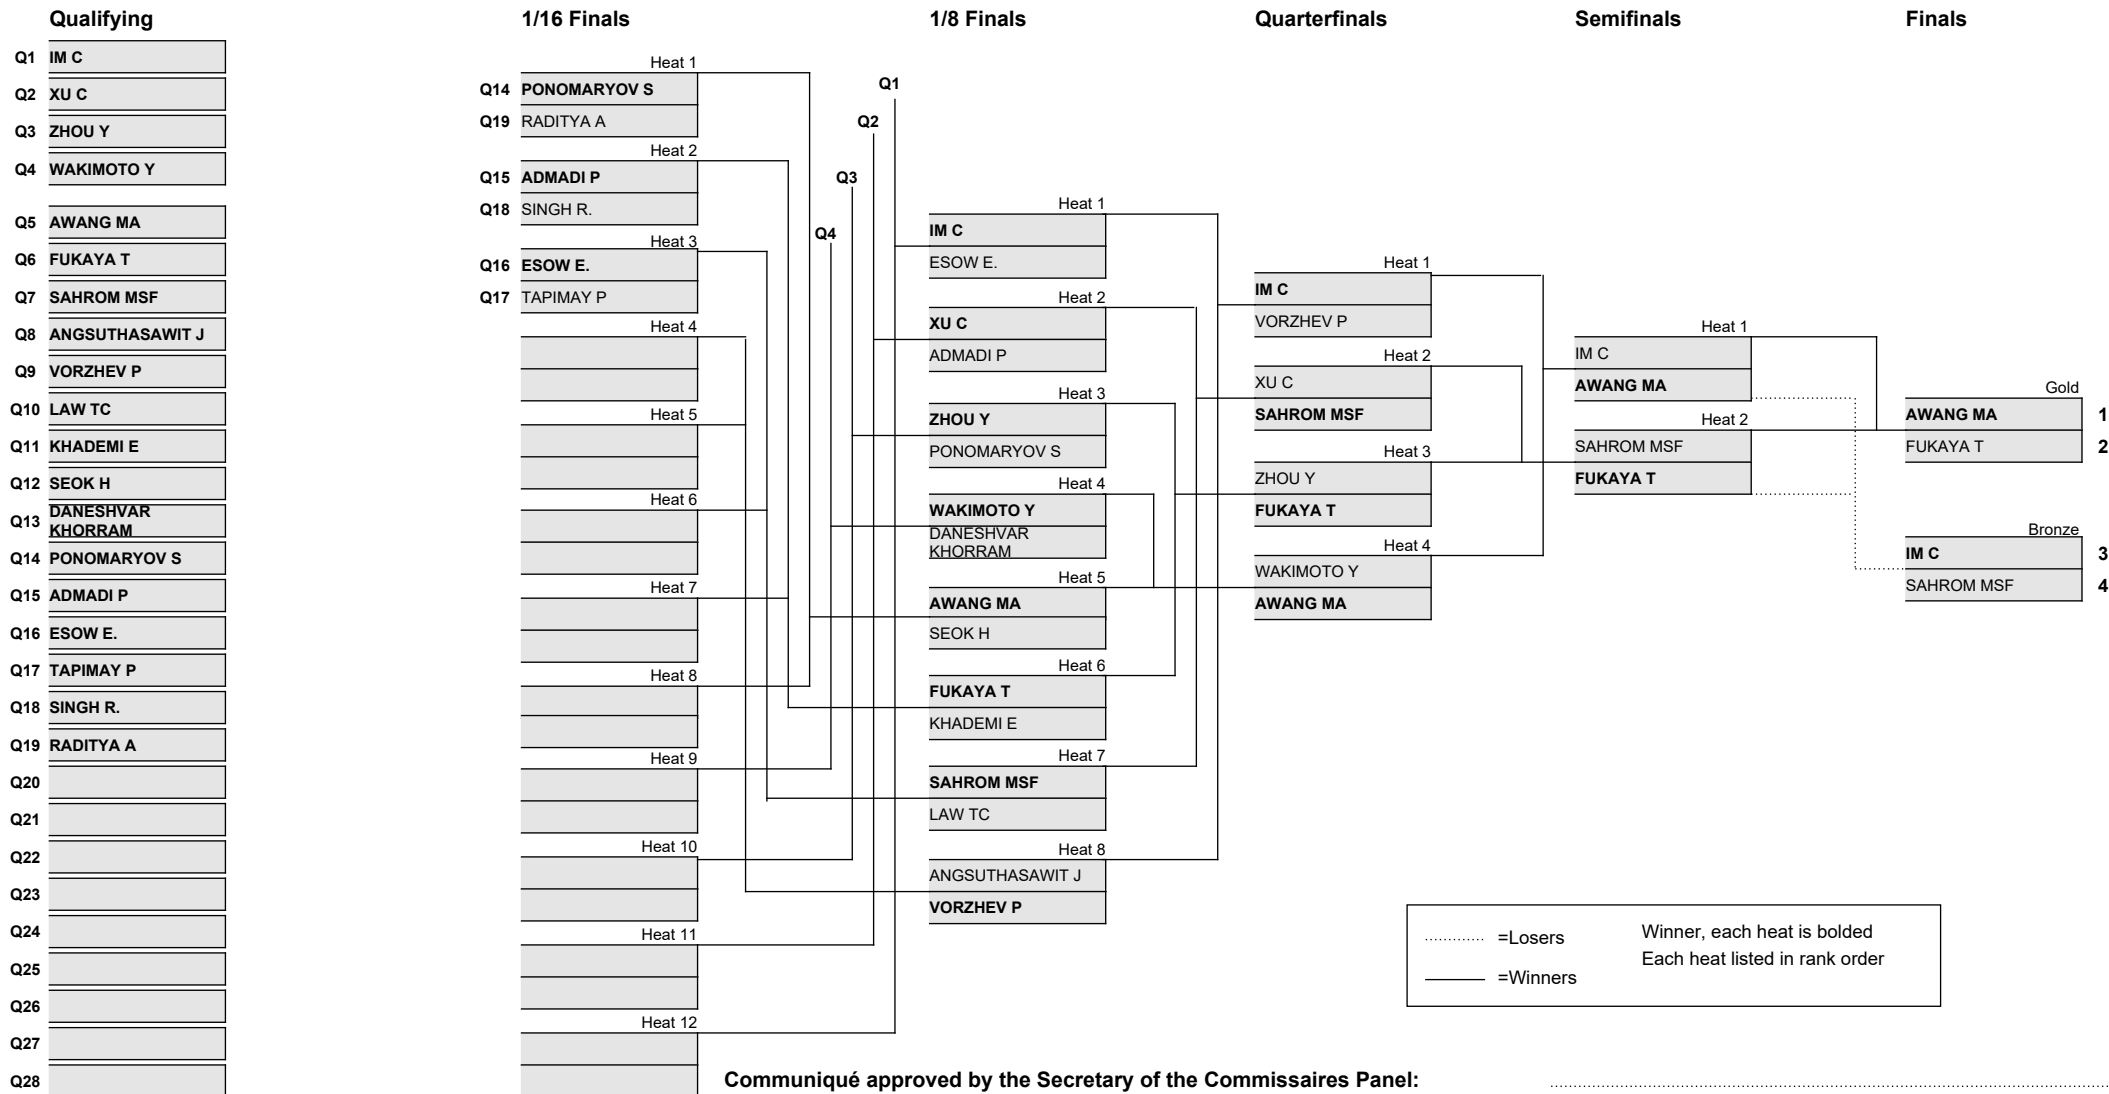 Qualifying
1/16 Finals
1/8 Finals
Quarterfinals
Semifinals
Finals
Q1 IM C
Q2 XU C
Q3 ZHOU Y
Q4 WAKIMOTO Y
Q5 AWANG MA
Q6 FUKAYA T
Q7 SAHROM MSF
Q8 ANGSUTHASAWIT J
Q9 VORZHEV P
Q10 LAW TC
Q11 KHADEMI E
Q12 SEOK H
Q13 DANESHVAR
KHORRAM
Q14 PONOMARYOV S
Q15 ADMADI P
Q16 ESOW E.
Q17 TAPIMAY P
Q18 SINGH R.
Q19 RADITYA A
Q20
Q21
Q22
Q23
Q24
Q25
Q26
Q27
Q28
Heat 1
Q14 PONOMARYOV S
Q19 RADITYA A
Heat 2
Q15 ADMADI P
Q18 SINGH R.
Heat 3
Q16 ESOW E.
Q17 TAPIMAY P
Heat 4
Heat 5
Heat 6
Heat 7
Heat 8
Heat 9
Heat 10
Heat 11
Heat 12
Q1
Q2
Q3
Q4
Heat 1
IM C
ESOW E.
Heat 2
XU C
ADMADI P
Heat 3
ZHOU Y
PONOMARYOV S
Heat 4
WAKIMOTO Y
DANESHVAR
KHORRAM
Heat 5
AWANG MA
SEOK H
Heat 6
FUKAYA T
KHADEMI E
Heat 7
SAHROM MSF
LAW TC
Heat 8
ANGSUTHASAWIT J
VORZHEV P
Heat 1
IM C
VORZHEV P
Heat 2
XU C
SAHROM MSF
Heat 3
ZHOU Y
FUKAYA T
Heat 4
WAKIMOTO Y
AWANG MA
Heat 1
IM C
AWANG MA
Heat 2
SAHROM MSF
FUKAYA T
Gold
AWANG MA 1
FUKAYA T 2
Bronze
IM C 3
SAHROM MSF 4
=Losers
=Winners
Winner, each heat is bolded
Each heat listed in rank order
Communiqué approved by the Secretary of the Commissaires Panel: